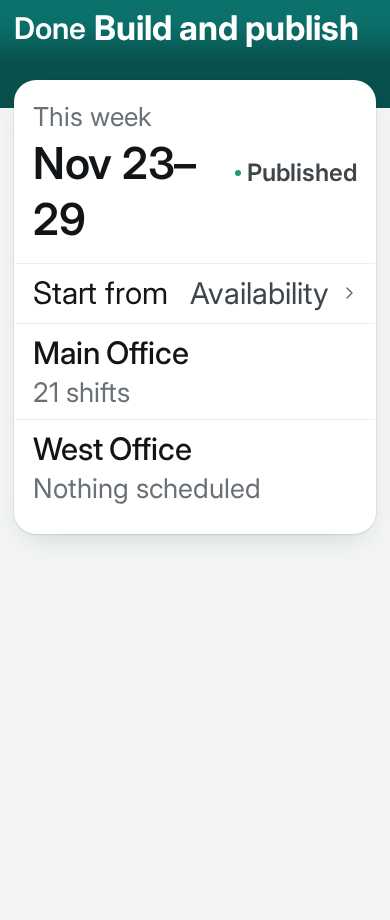 Done Build and publish
This week
Nov 23–
29
• Published
Start from Availability
Main Office
21 shifts
West Office
Nothing scheduled